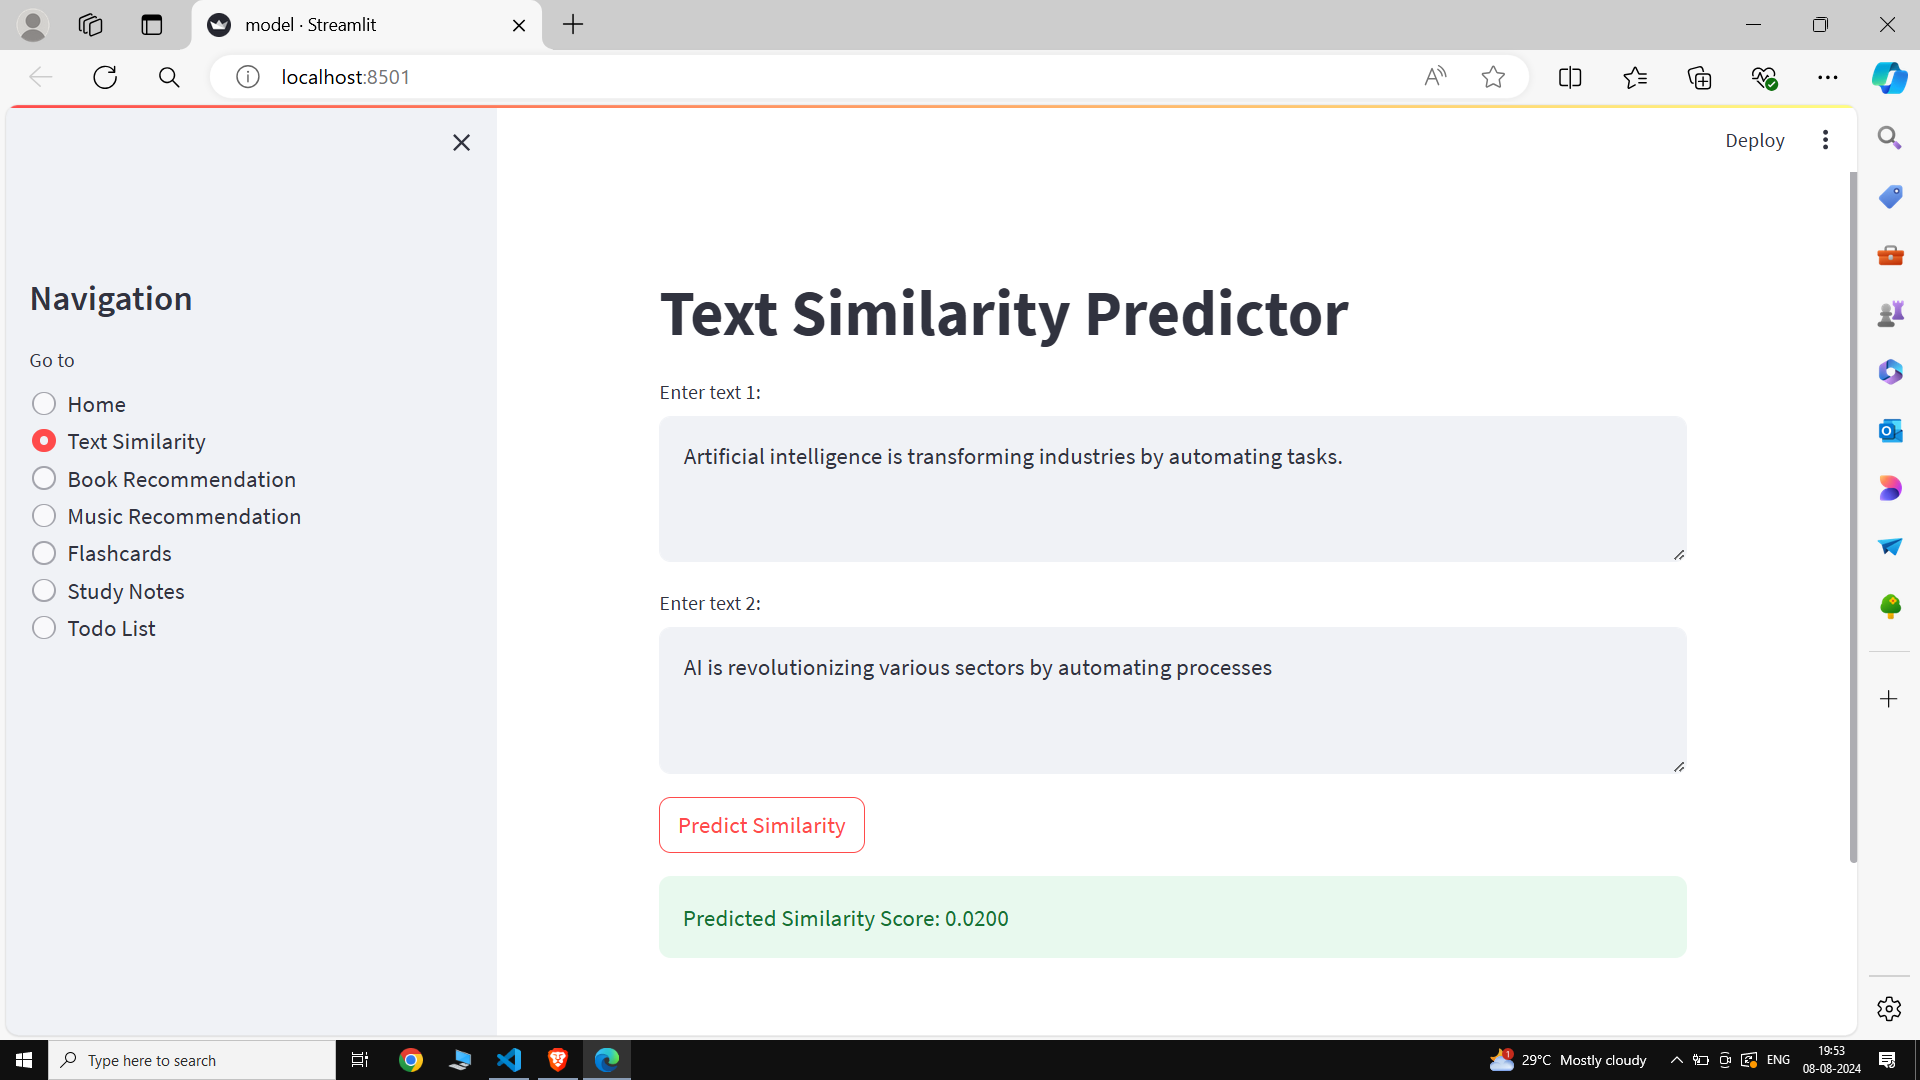 model · Streamlit
localhost:8501
Deploy
Navigation
Go to
Home
Text Similarity
Book Recommendation
Music Recommendation
Flashcards
Study Notes
Todo List
Text Similarity Predictor
Enter text 1:
Artificial intelligence is transforming industries by automating tasks.
Enter text 2:
AI is revolutionizing various sectors by automating processes
Predict Similarity
Predicted Similarity Score: 0.0200
Type here to search
1
29°C Mostly cloudy
ENG
19:53
08-08-2024